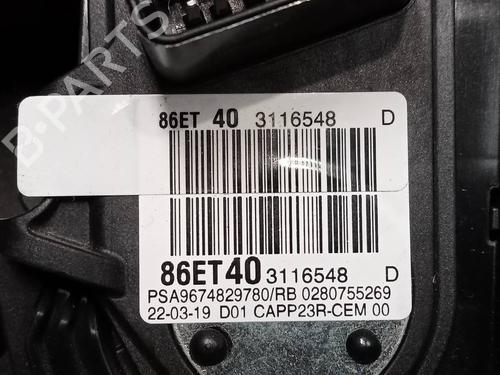 86ET 40 3116548 D
86ET40 3116548 D
PSA9674829780/RB 0280755269
22-03-19 D01 CAPP23R-CEM 00
B-PARTS